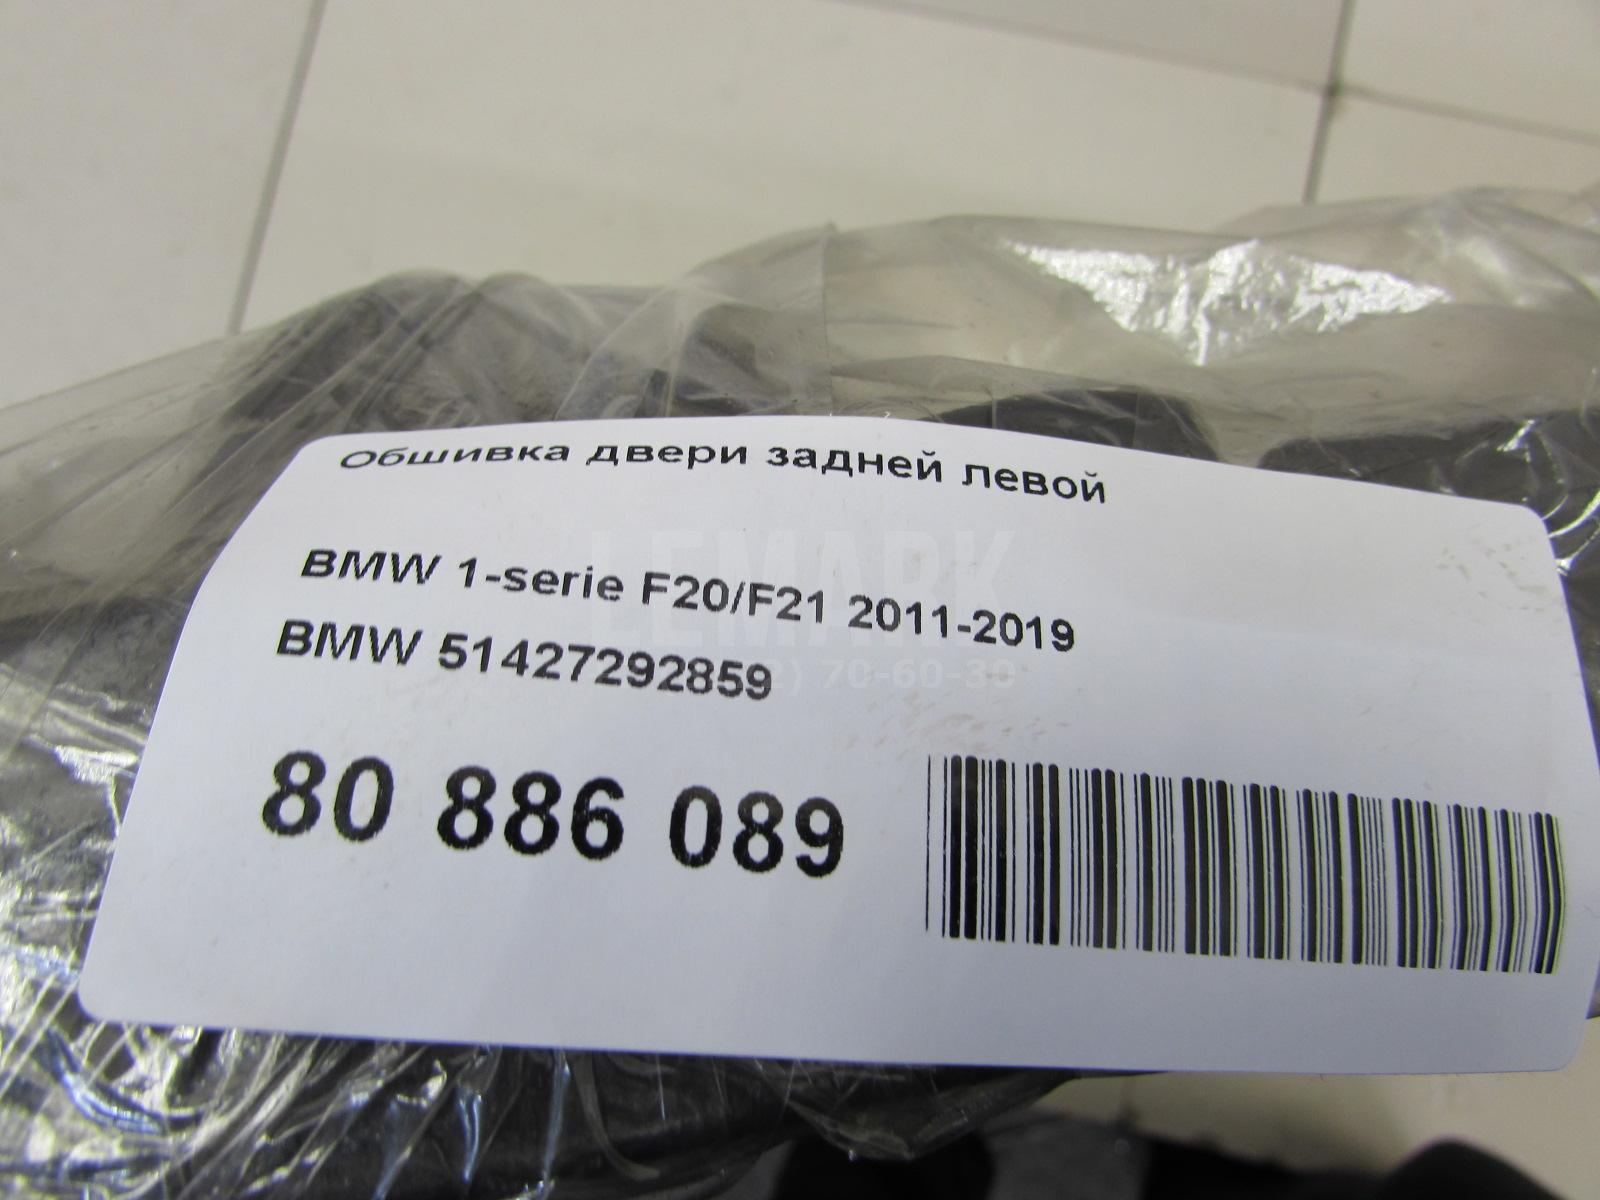 Обшивка двери задней левой
BMW 1-serie F20/F21 2011-2019
BMW 51427292859
80 886 089
LEMARK
2) 70-60-30